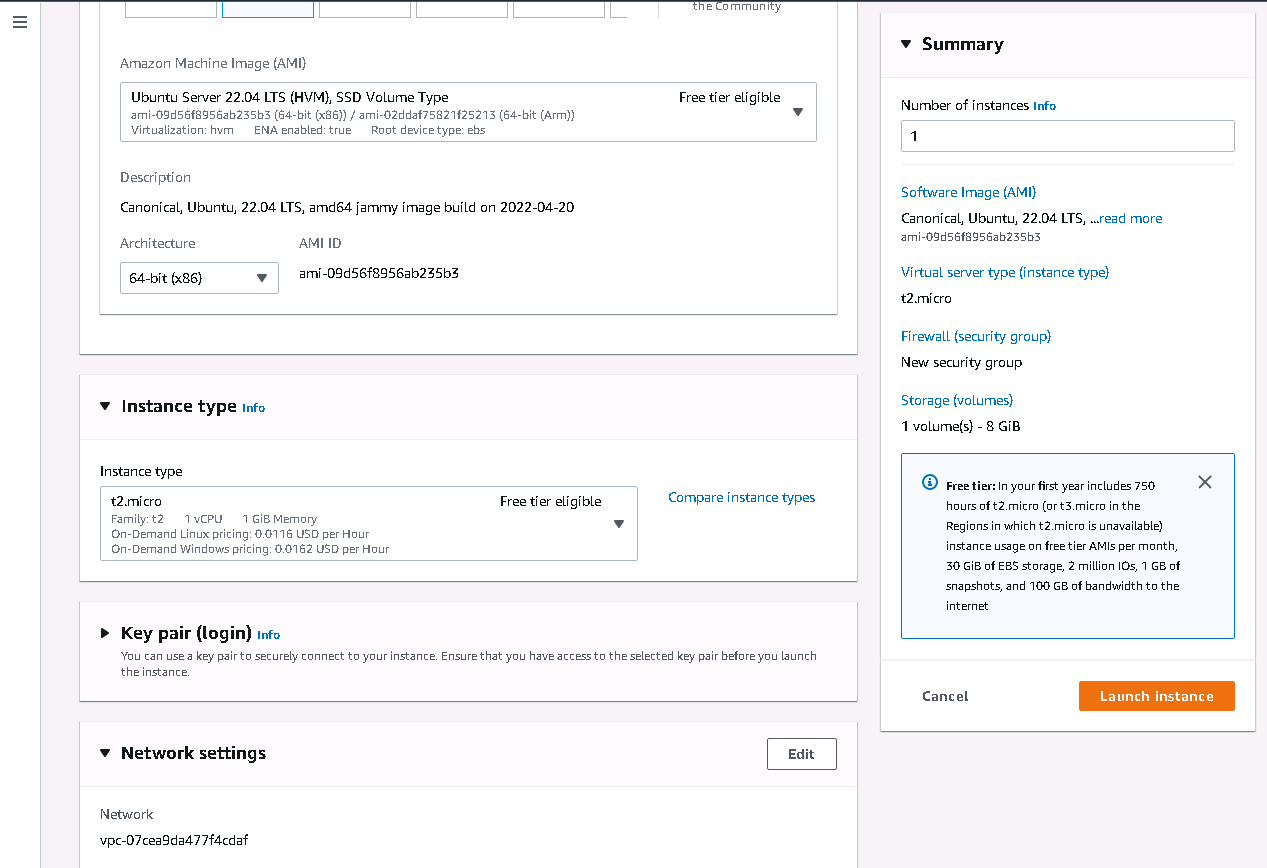 the Community
Amazon Machine Image (AMI)
Ubuntu Server 22.04 LTS (HVM), SSD Volume Type
Free tier eligible
ami-09d56f8956ab235b3 (64-bit (x86)) / ami-02ddaf75821f25213 (64-bit (Arm))
Virtualization: hvm ENA enabled: true Root device type: ebs
Description
Canonical, Ubuntu, 22.04 LTS, amd64 jammy image build on 2022-04-20
Architecture
AMI ID
64-bit (x86)
ami-09d56f8956ab235b3
Instance type Info
Instance type
t2.micro
Free tier eligible
Family: t2 1 vCPU 1 GiB Memory
On-Demand Linux pricing: 0.0116 USD per Hour
On-Demand Windows pricing: 0.0162 USD per Hour
Compare instance types
Key pair (login) Info
You can use a key pair to securely connect to your instance. Ensure that you have access to the selected key pair before you launch
the instance.
Network settings
Edit
Network
vpc-07cea9da477f4cdaf
Summary
Number of instances Info
1
Software Image (AMI)
Canonical, Ubuntu, 22.04 LTS, ...read more
ami-09d56f8956ab235b3
Virtual server type (instance type)
t2.micro
Firewall (security group)
New security group
Storage (volumes)
1 volume(s) - 8 GiB
Free tier: In your first year includes 750
hours of t2.micro (or t3.micro in the
Regions in which t2.micro is unavailable)
instance usage on free tier AMIs per month,
30 GiB of EBS storage, 2 million IOs, 1 GB of
snapshots, and 100 GB of bandwidth to the
internet
Cancel
Launch instance